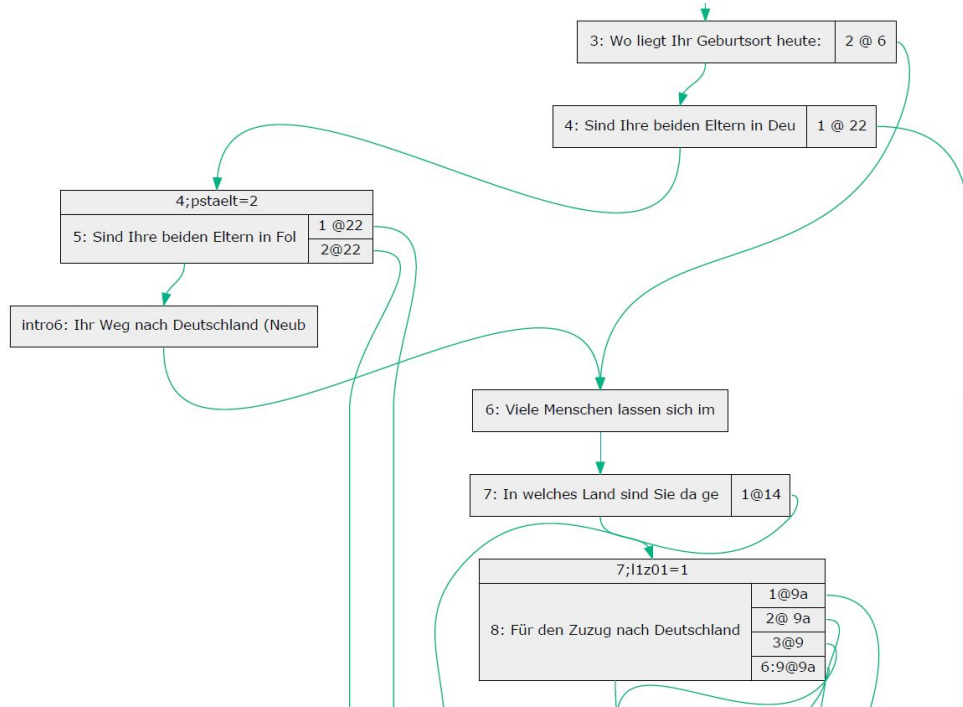 3: Wo liegt Ihr Geburtsort heute: 2 @ 6
4: Sind Ihre beiden Eltern in Deu 1 @ 22
4;pstaelt=2
5: Sind Ihre beiden Eltern in Fol
1 @22
2@22
intro6: Ihr Weg nach Deutschland (Neub
6: Viele Menschen lassen sich im
7: In welches Land sind Sie da ge 1@14
7;l1z01=1
8: Für den Zuzug nach Deutschland
1@9a
2@ 9a
3@9
6:9@9a